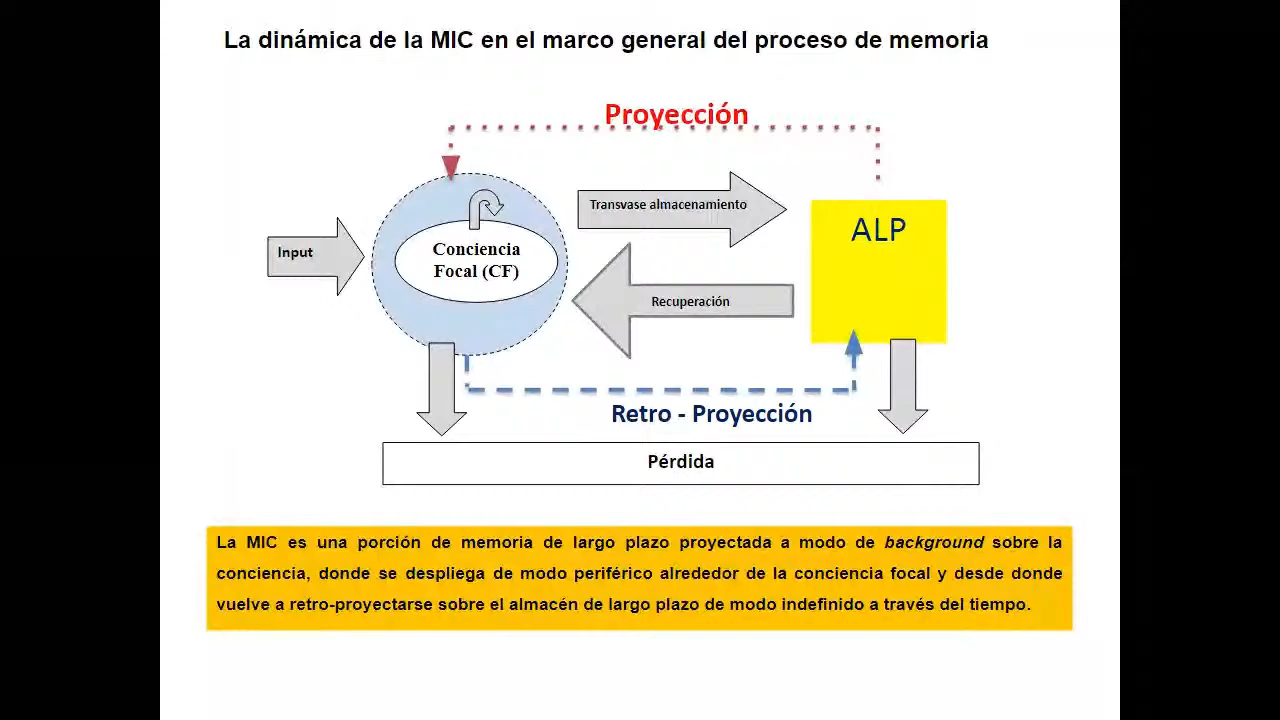 La dinámica de la MIC en el marco general del proceso de memoria
Proyección
Transvase almacenamiento
ALP
Input
Conciencia
Focal (CF)
Recuperación
Retro - Proyección
Pérdida
La MIC es una porción de memoria de largo plazo proyectada a modo de background sobre la
conciencia, donde se despliega de modo periférico alrededor de la conciencia focal y desde donde
vuelve a retro-proyectarse sobre el almacén de largo plazo de modo indefinido a través del tiempo.